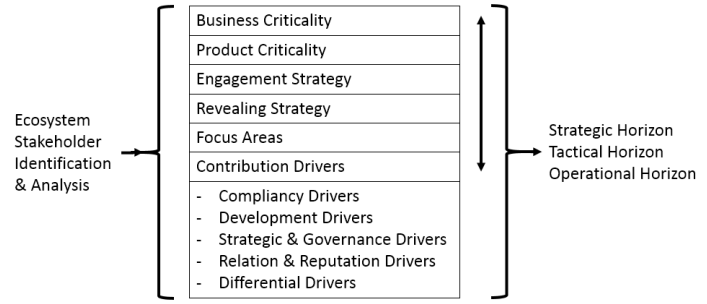 Ecosystem
Stakeholder
Identification
& Analysis
Business Criticality
Product Criticality
Engagement Strategy
Revealing Strategy
Focus Areas
Contribution Drivers
- Compliancy Drivers
- Development Drivers
- Strategic & Governance Drivers
- Relation & Reputation Drivers
- Differential Drivers
Strategic Horizon
Tactical Horizon
Operational Horizon